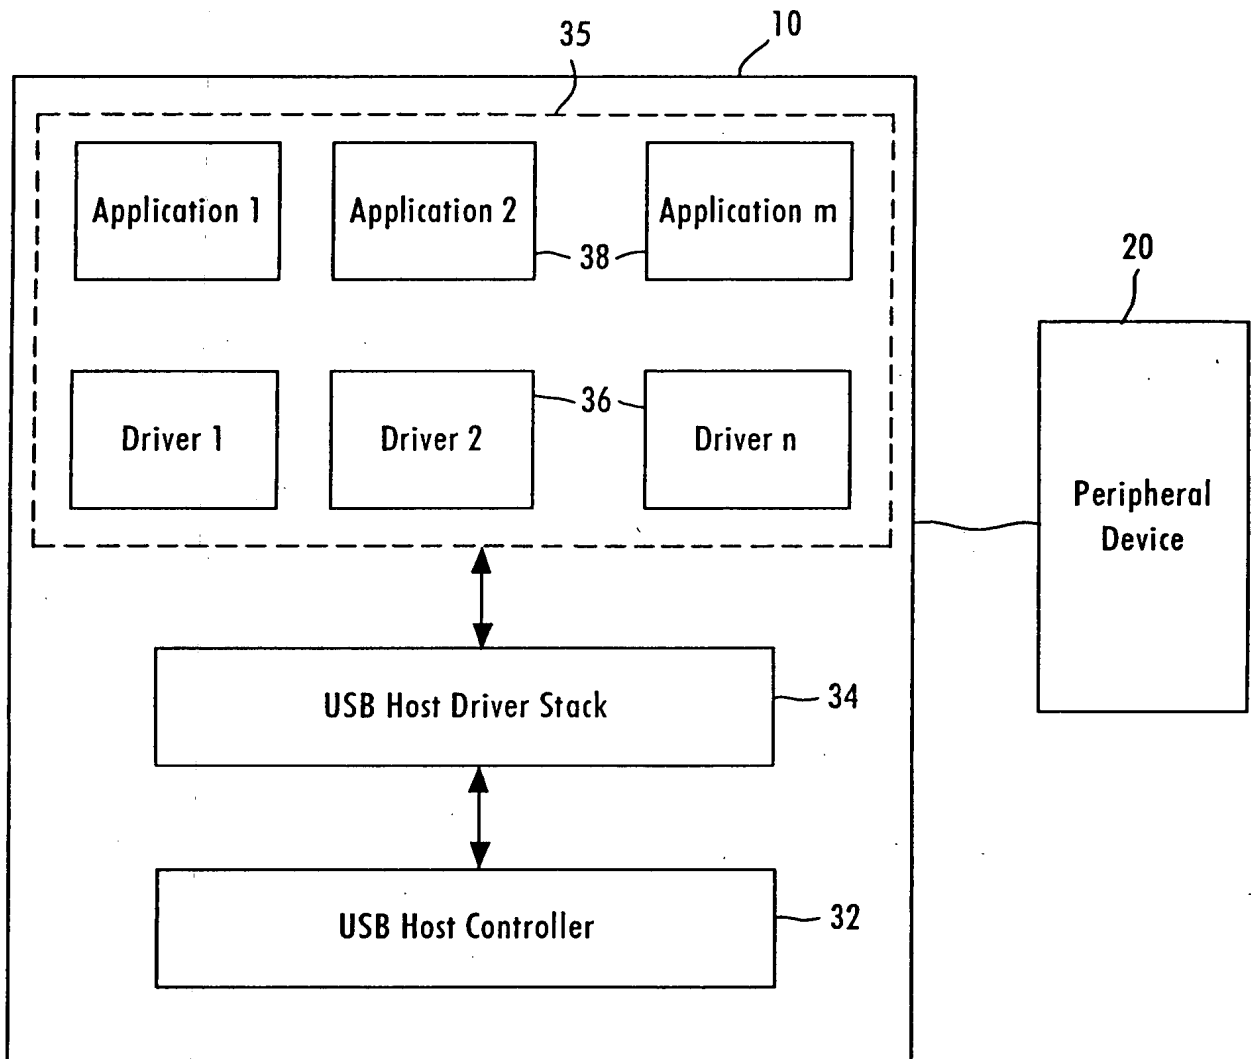 35
10
Application 1
Application 2
Application m
38
20
Driver 1
Driver 2
Driver n
36
Peripheral
Device
USB Host Driver Stack
34
USB Host Controller
32